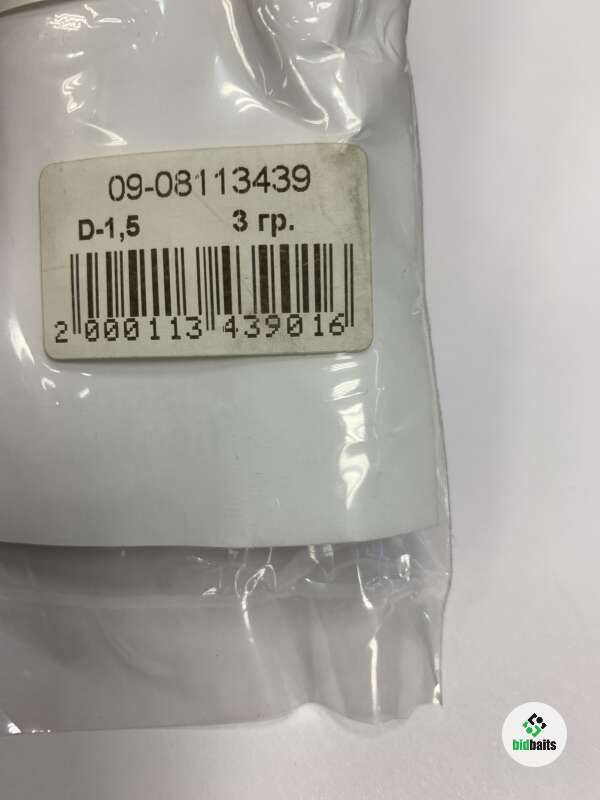 09-08113439
D-1,5 3 гр.
2 000113 439016
bidbaits